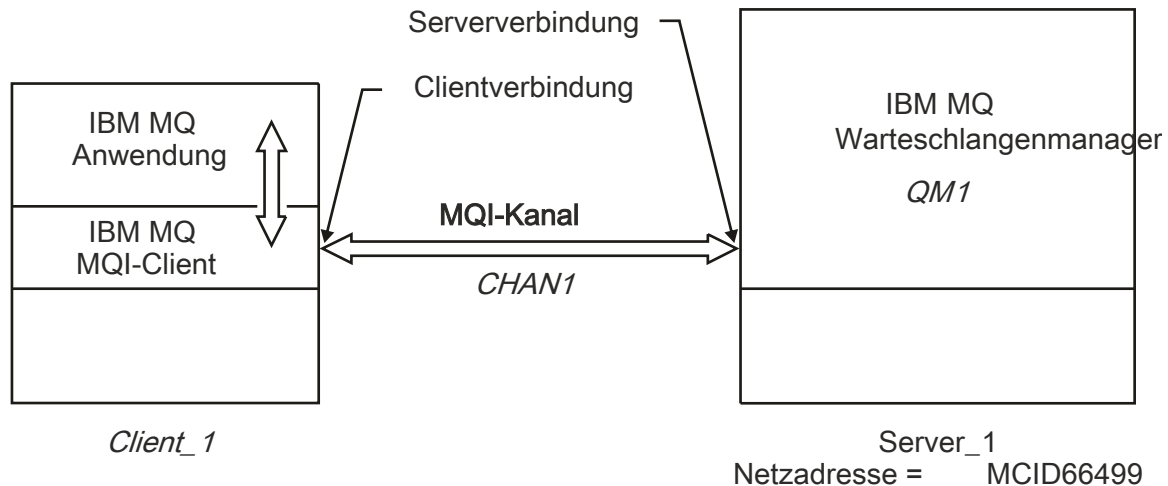 Serververbindung
Clientverbindung
IBM MQ
Anwendung
IBM MQ
MQI-Client
MQI-Kanal
CHAN1
IBM MQ
Warteschlangenmanager
QM1
Client_1
Server_1
Netzadresse = MCID66499